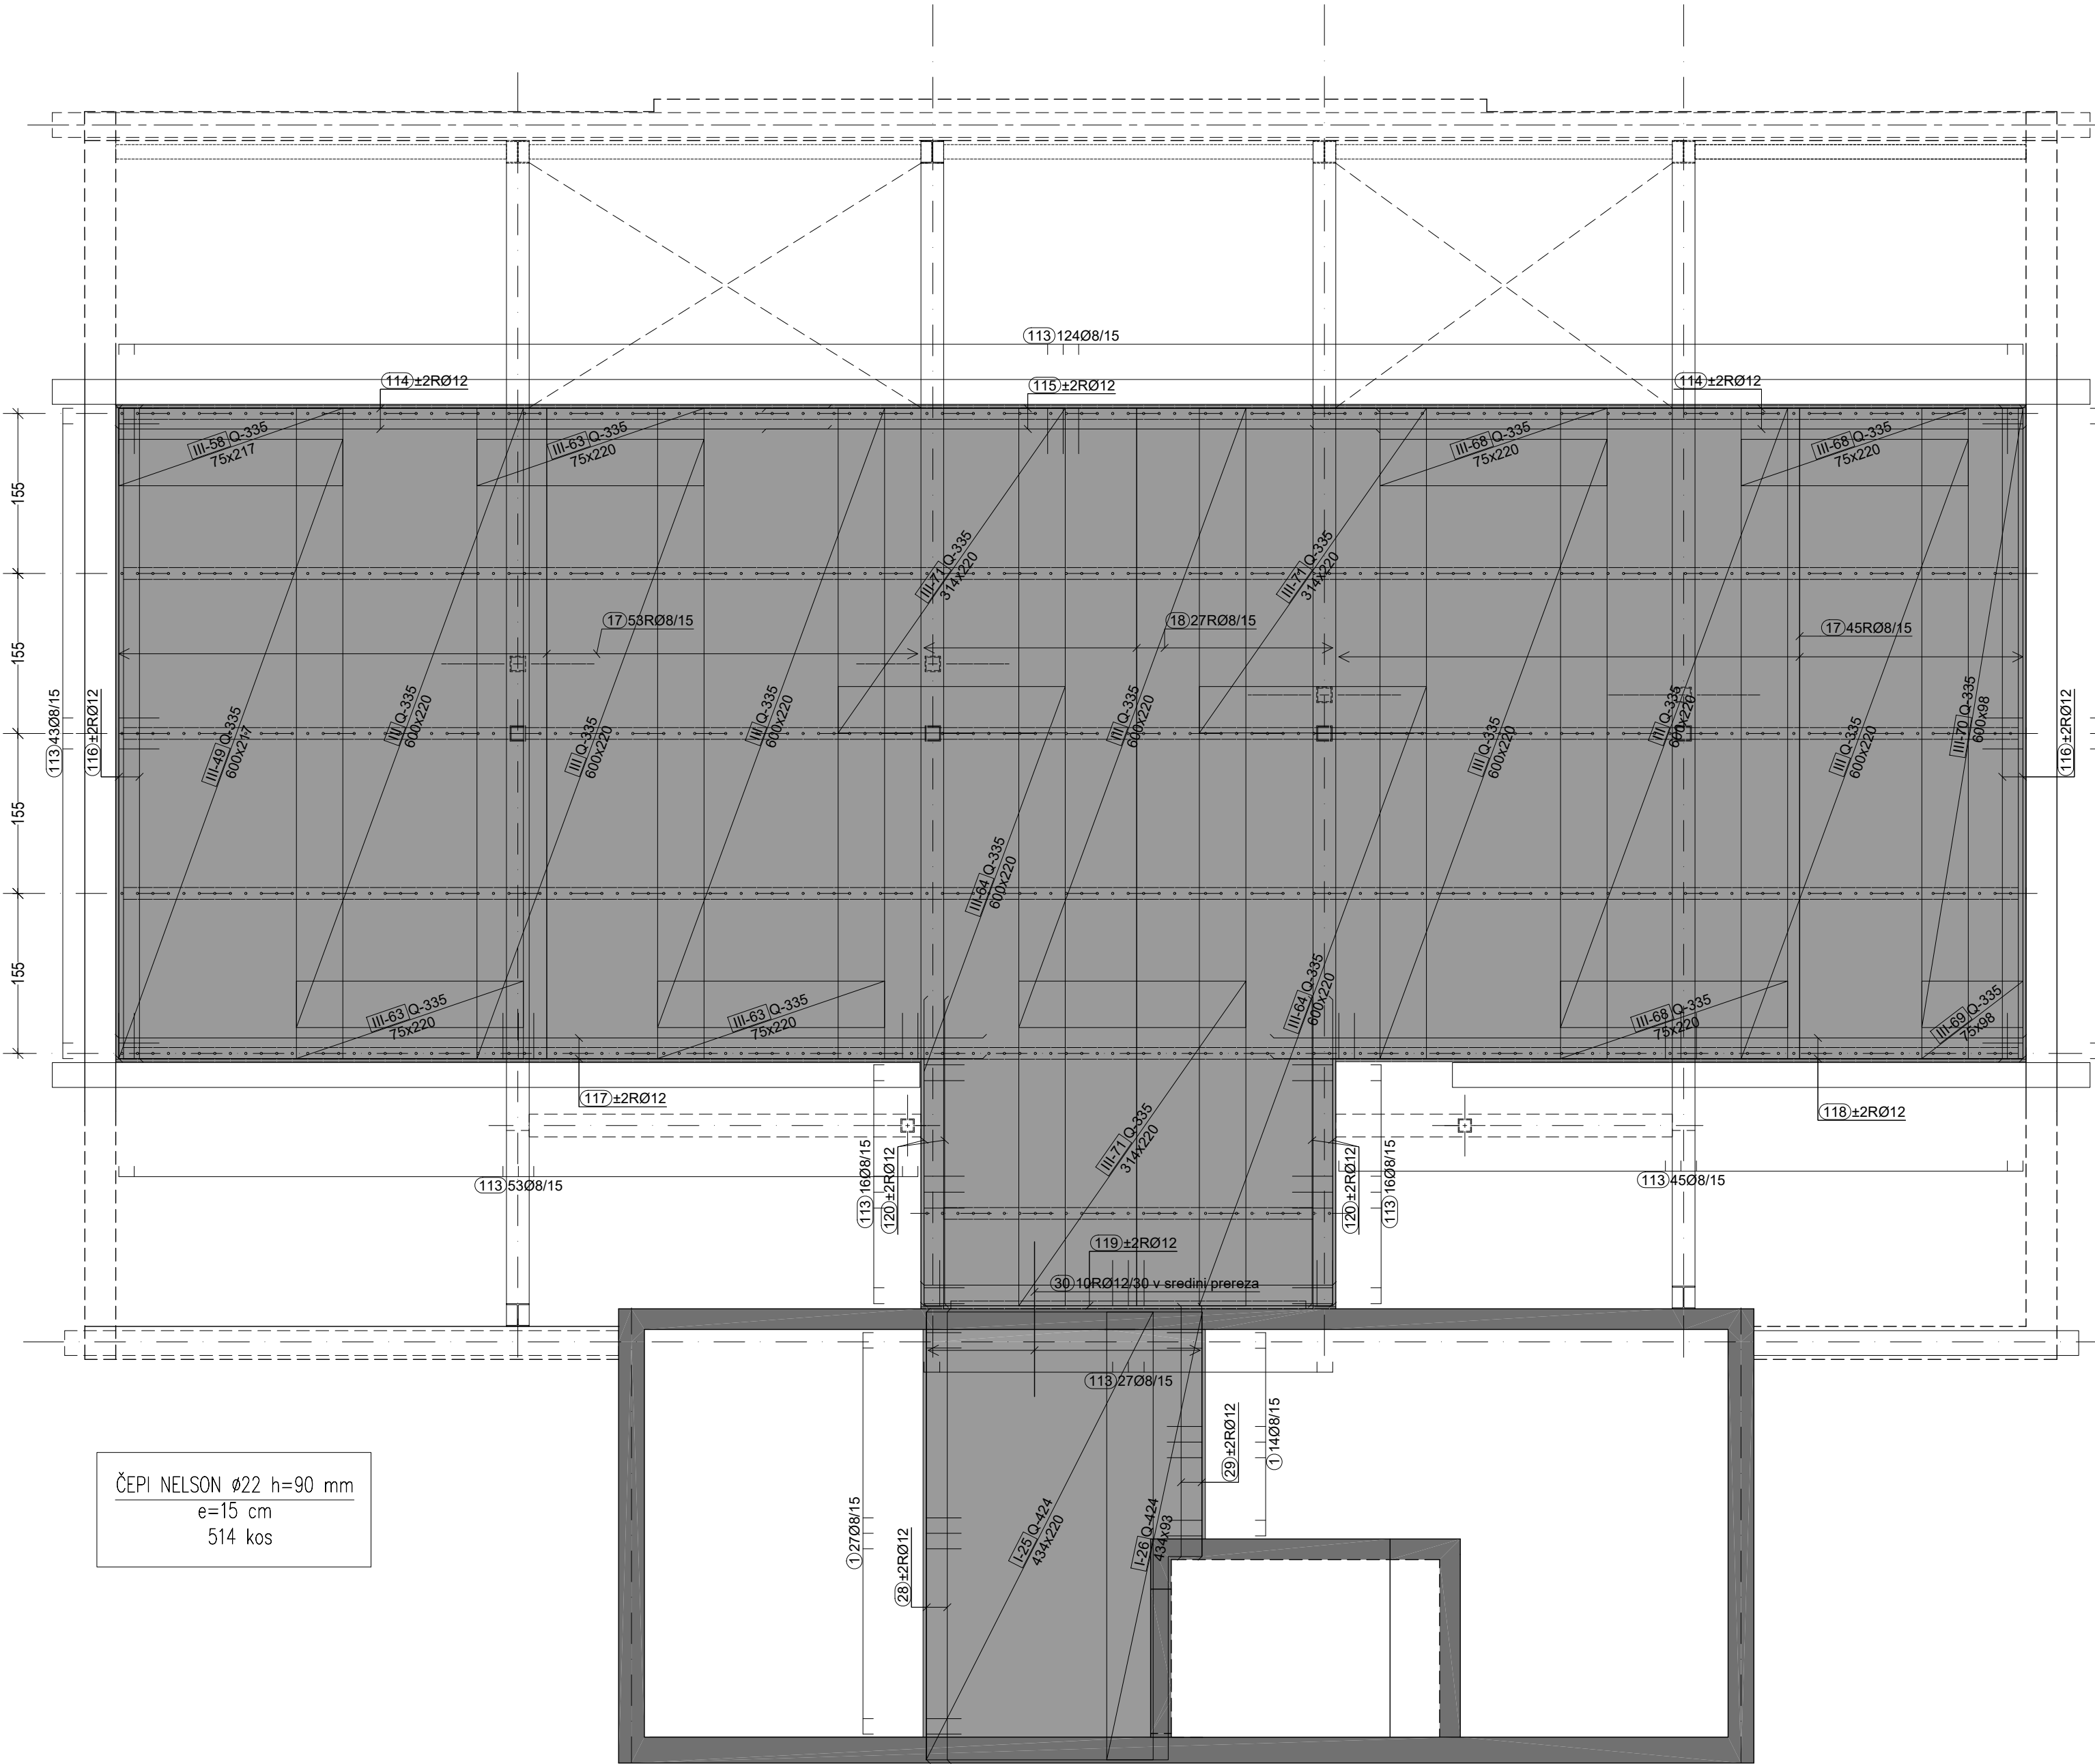 113 124Ø8/15
114 ±2RØ12
115 ±2RØ12
114 ±2RØ12
III-58 Q-335
75x217
III-63 Q-335
75x220
III-68 Q-335
75x220
III-68 Q-335
75x220
155
155
155
155
III-71 Q-335
314x220
III-71 Q-335
314x220
17 53RØ8/15
18 27RØ8/15
17 45RØ8/15
113 43Ø8/15
116 ±2RØ12
III-49 Q-335
600x217
III Q-335
600x220
III Q-335
600x220
III Q-335
600x220
III Q-335
600x220
III Q-335
600x220
III Q-335
600x220
III Q-335
600x220
III-70 Q-335
600x98
116 ±2RØ12
III-64 Q-335
600x220
III-64 Q-335
600x220
III-63 Q-335
75x220
III-63 Q-335
75x220
III-68 Q-335
75x220
III-69 Q-335
75x98
117 ±2RØ12
118 ±2RØ12
113 53Ø8/15
113 16Ø8/15
120 ±2RØ12
III-71 Q-335
314x220
120 ±2RØ12
113 16Ø8/15
113 45Ø8/15
119 ±2RØ12
30 10RØ12/30 v sredini prereza
113 27Ø8/15
29 ±2RØ12
1 14Ø8/15
1 27Ø8/15
28 ±2RØ12
I-25 Q-424
434x220
I-26 Q-424
434x93
ČEPI NELSON ø22 h=90 mm
e=15 cm
514 kos